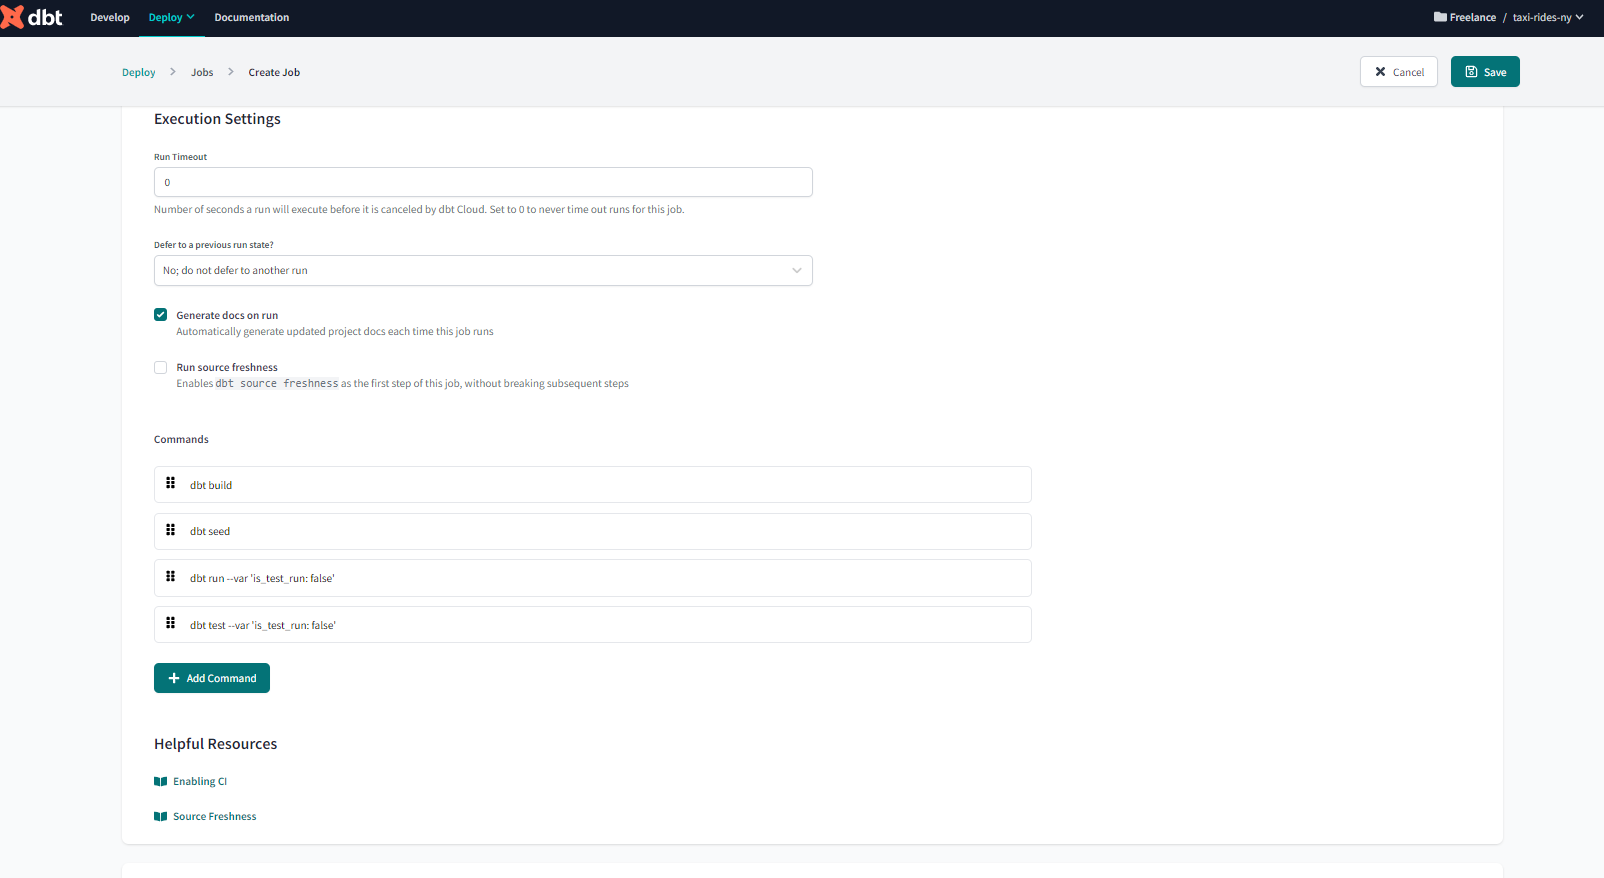 dbt Develop Deploy Documentation Freelance / taxi-rides-ny
Deploy > Jobs > Create Job Cancel Save
Execution Settings
Run Timeout
0
Number of seconds a run will execute before it is canceled by dbt Cloud. Set to 0 to never time out runs for this job.
Defer to a previous run state?
No; do not defer to another run
Generate docs on run
Automatically generate updated project docs each time this job runs
Run source freshness
Enables dbt source freshness as the first step of this job, without breaking subsequent steps
Commands
dbt build
dbt seed
dbt run --var 'is_test_run: false'
dbt test --var 'is_test_run: false'
Add Command
Helpful Resources
Enabling CI
Source Freshness